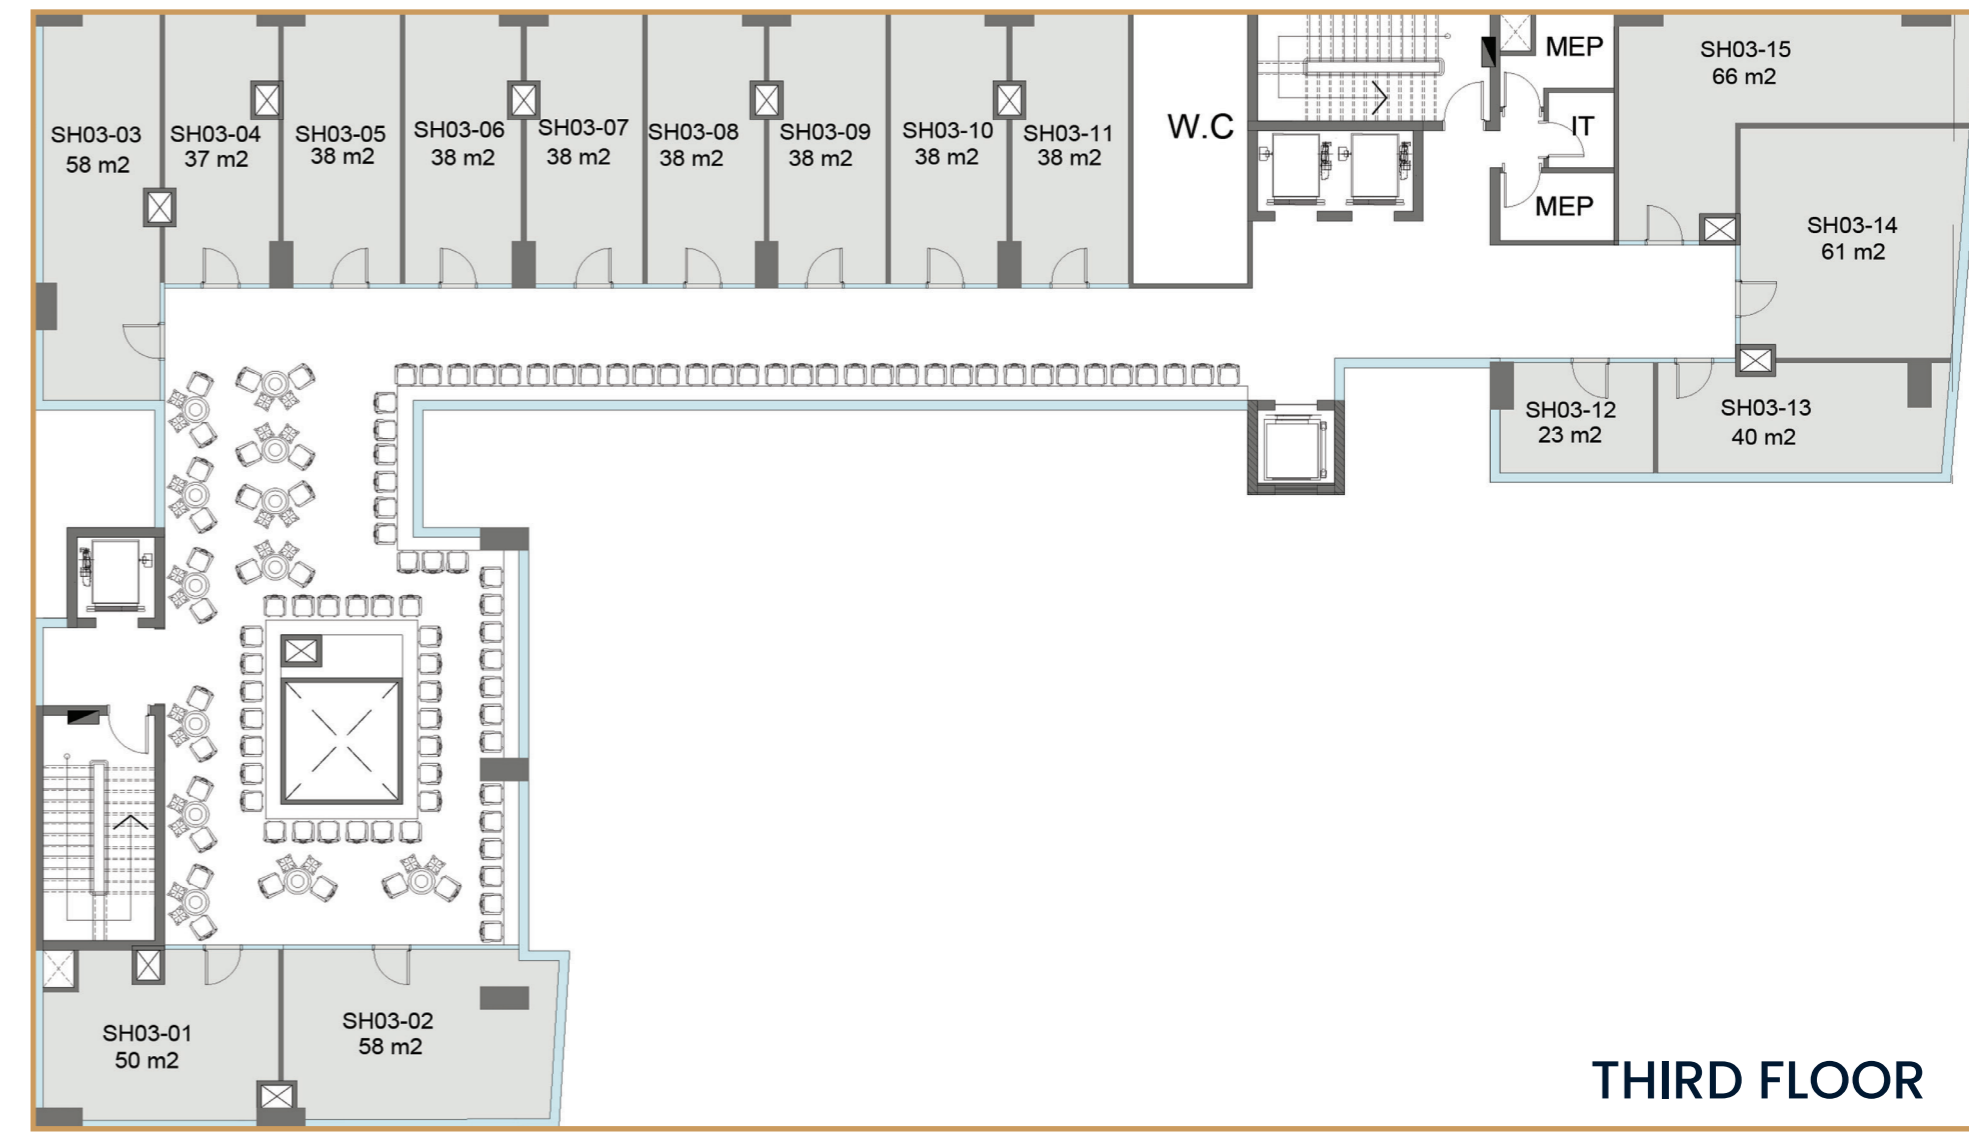 SH03-03
58 m2
SH03-04
37 m2
SH03-05
38 m2
SH03-06
38 m2
SH03-07
38 m2
SH03-08
38 m2
SH03-09
38 m2
SH03-10
38 m2
SH03-11
38 m2
W.C
MEP
IT
MEP
SH03-15
66 m2
SH03-14
61 m2
SH03-12
23 m2
SH03-13
40 m2
SH03-01
50 m2
SH03-02
58 m2
THIRD FLOOR